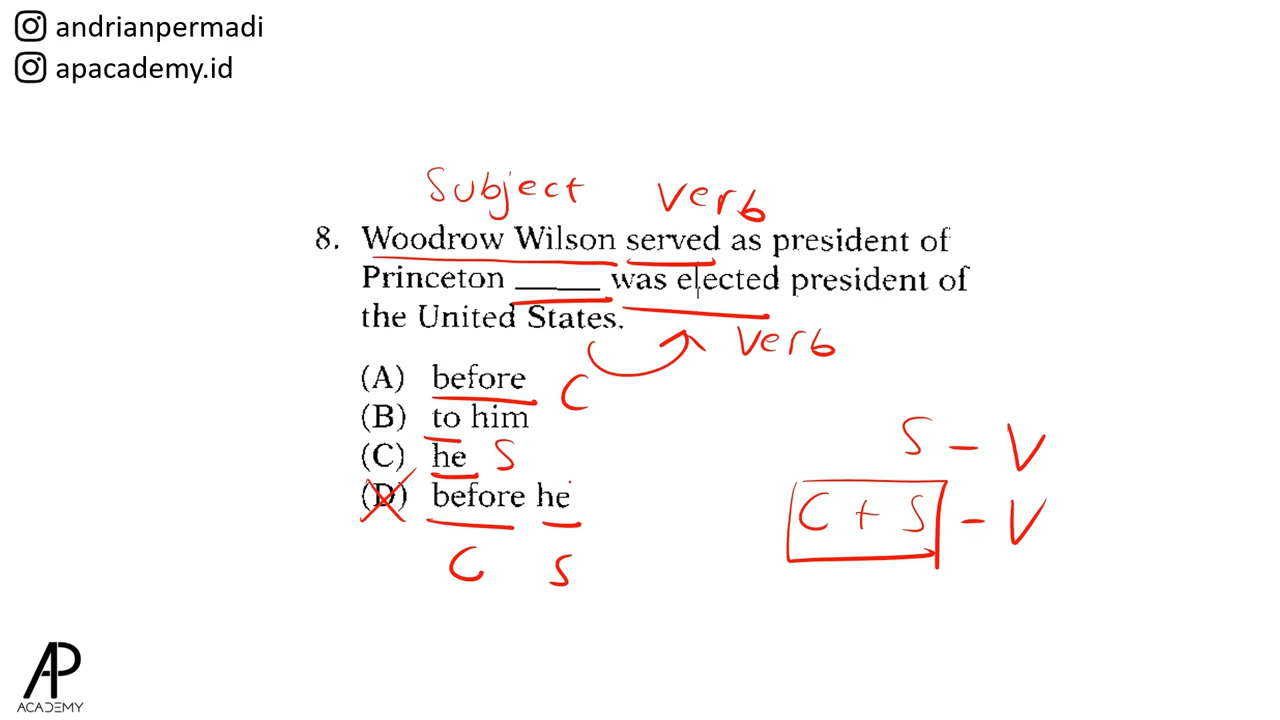 andrianpermadi
apacademy.id
Subject Verb
8. Woodrow Wilson served as president of
Princeton _____ was elected president of
the United States.
Verb
(A) before C
(B) to him
(C) he S
(D) before he
C S
S - V
C + S - V
AP
ACADEMY